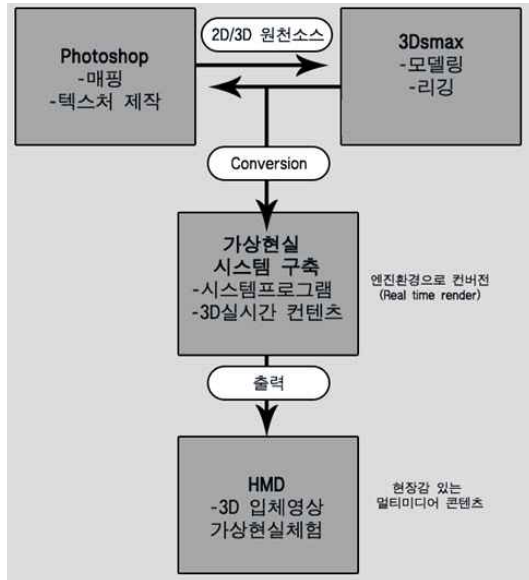 2D/3D 원천소스
Photoshop
-매핑
-텍스처 제작
3Dsmax
-모델링
-리깅
Conversion
가상현실
시스템 구축
-시스템프로그램
-3D실시간 컨텐츠
엔진환경으로 컨버전
(Real time render)
출력
HMD
-3D 입체영상
가상현실체험
현장감 있는
멀티미디어 콘텐츠